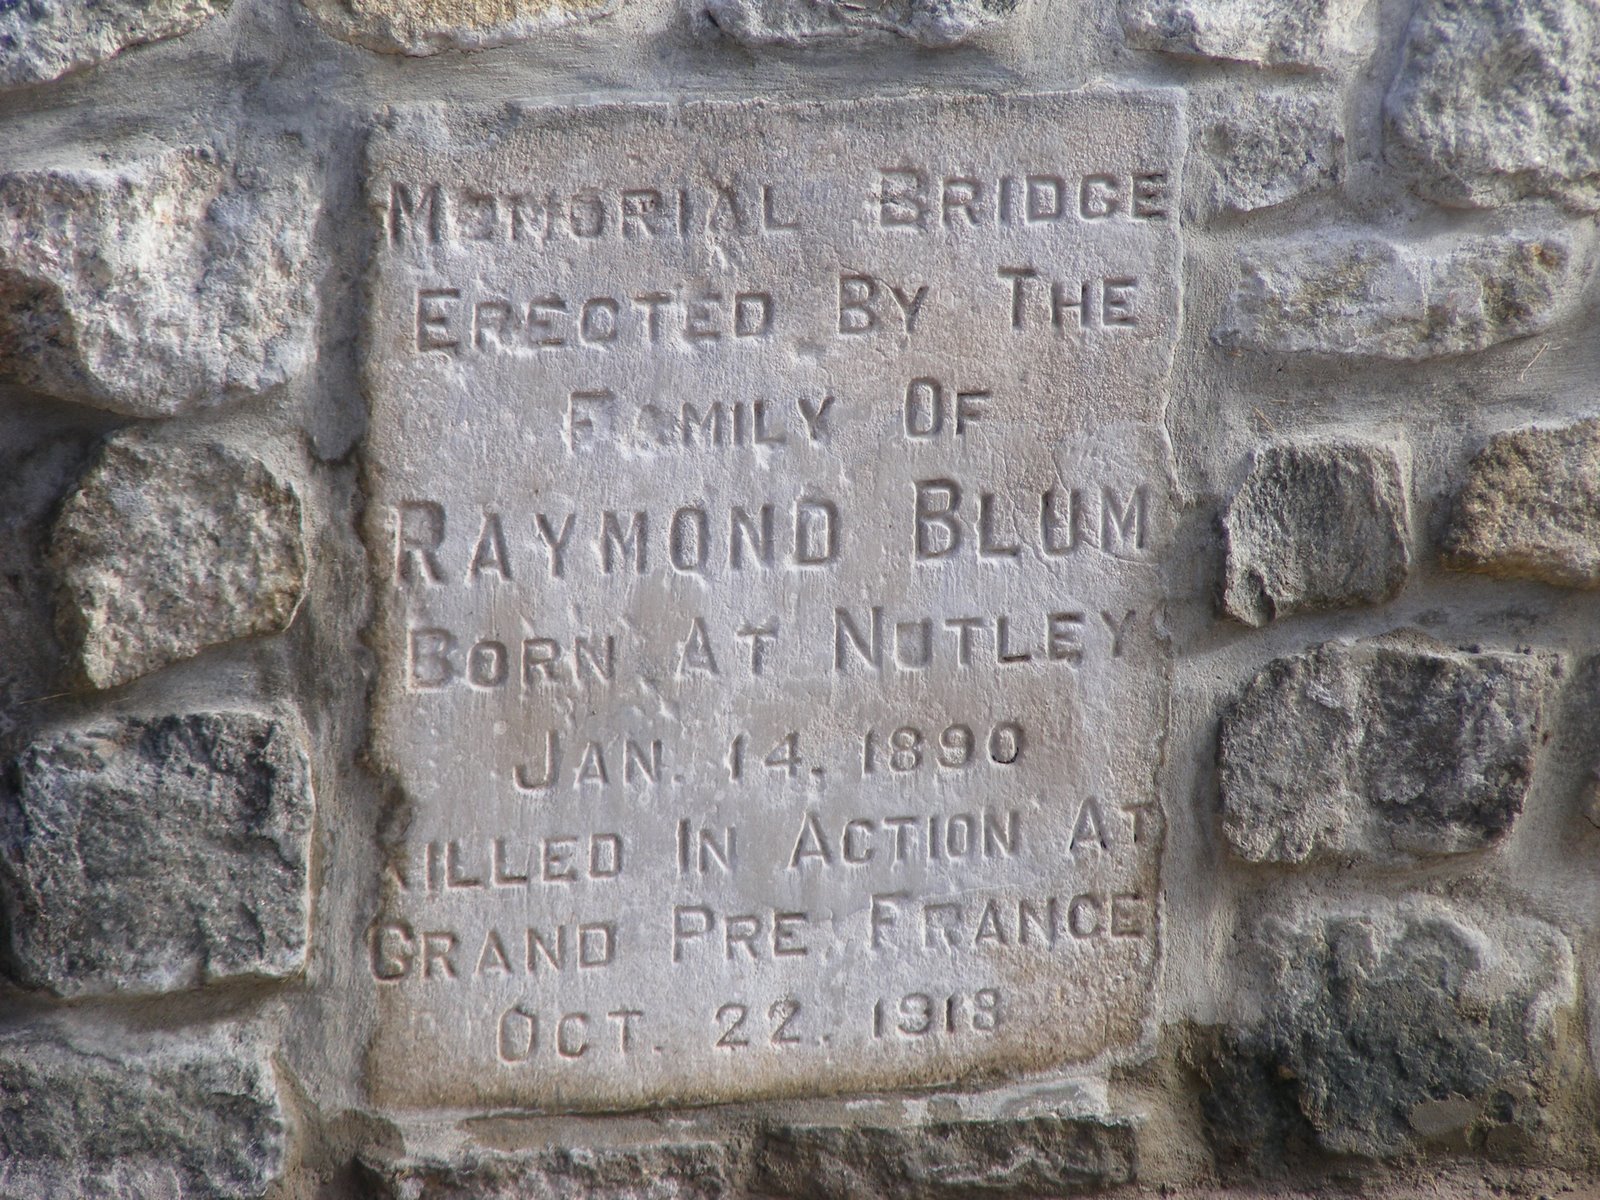 MEMORIAL BRIDGE
ERECTED BY THE
FAMILY OF
RAYMOND BLUM
BORN AT NUTLEY
JAN. 14. 1890
KILLED IN ACTION AT
GRAND PRE, FRANCE
OCT. 22. 1918